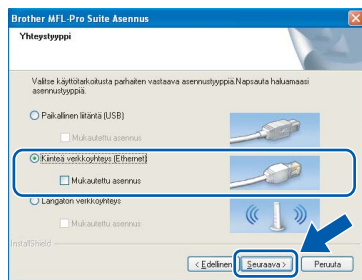 Brother MFL-Pro Suite Asennus
Yhteystyyppi
Valitse käyttötarkoitusta parhaiten vastaava asennustyyppi.Napsauta haluamaasi
asennustyyppiä.
Paikallinen liitäntä (USB)
Mukautettu asennus
Kiinteä verkkoyhteys (Ethernet)
Mukautettu asennus
Langaton verkkoyhteys
Mukautettu asennus
InstallShield
< Edellinen
Seuraava >
Peruuta